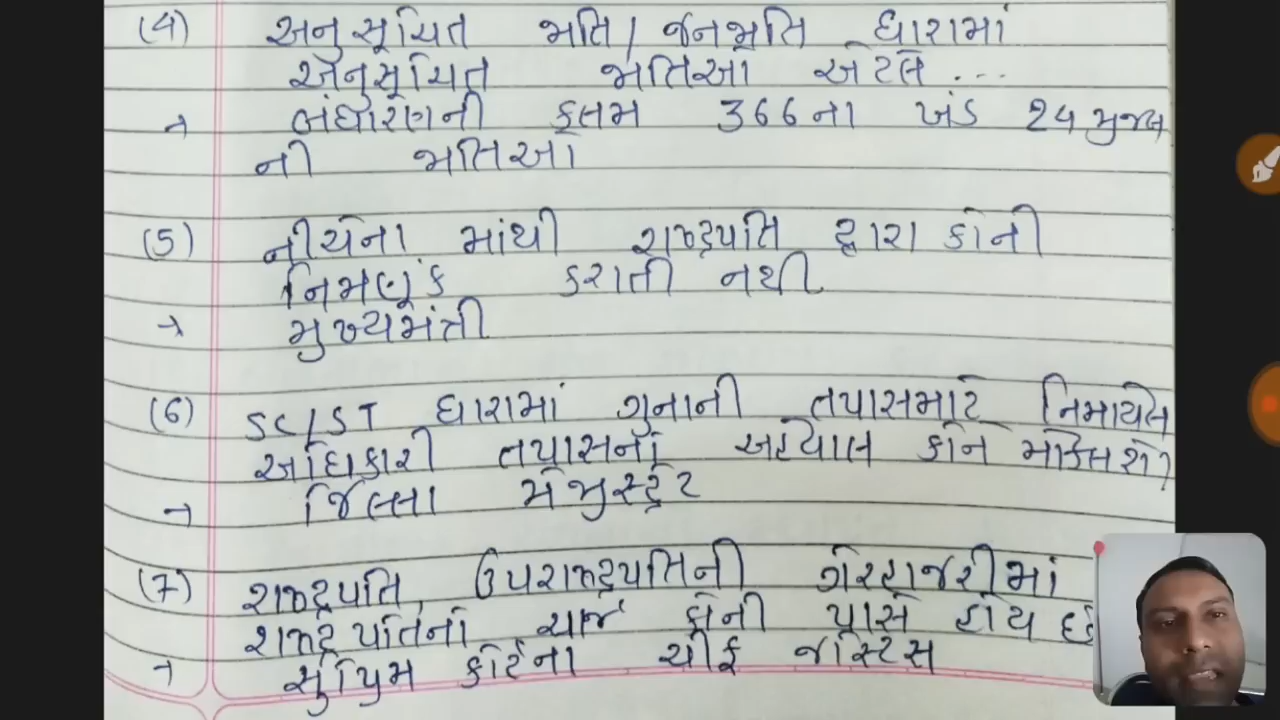 (4) અનુસૂચિત જાતિ/જનજાતિ ધારામાં
અનુસૂચિત જાતિઓ એટલે ...
→ બંધારણની કલમ 366ના ખંડ 24 મુજબ
ની જાતિઓ
(5) નીચેના માંથી રાષ્ટ્રપતિ દ્વારા કોની
નિમણૂંક કરાતી નથી
→ મુખ્યમંત્રી
(6) SC/ST ધારામાં ગુનાની તપાસમાટે નિમાયેલ
અધિકારી તપાસનો અહેવાલ કોને મોકલશે?
→ જિલ્લા મેજીસ્ટ્રેટ
(7) રાષ્ટ્રપતિ, ઉપરાષ્ટ્રપતિની ગેરહાજરીમાં
રાષ્ટ્રપતિનો ચાર્જ કોની પાસે હોય છે
→ સુપ્રિમ કોર્ટના ચીફ જસ્ટિસ